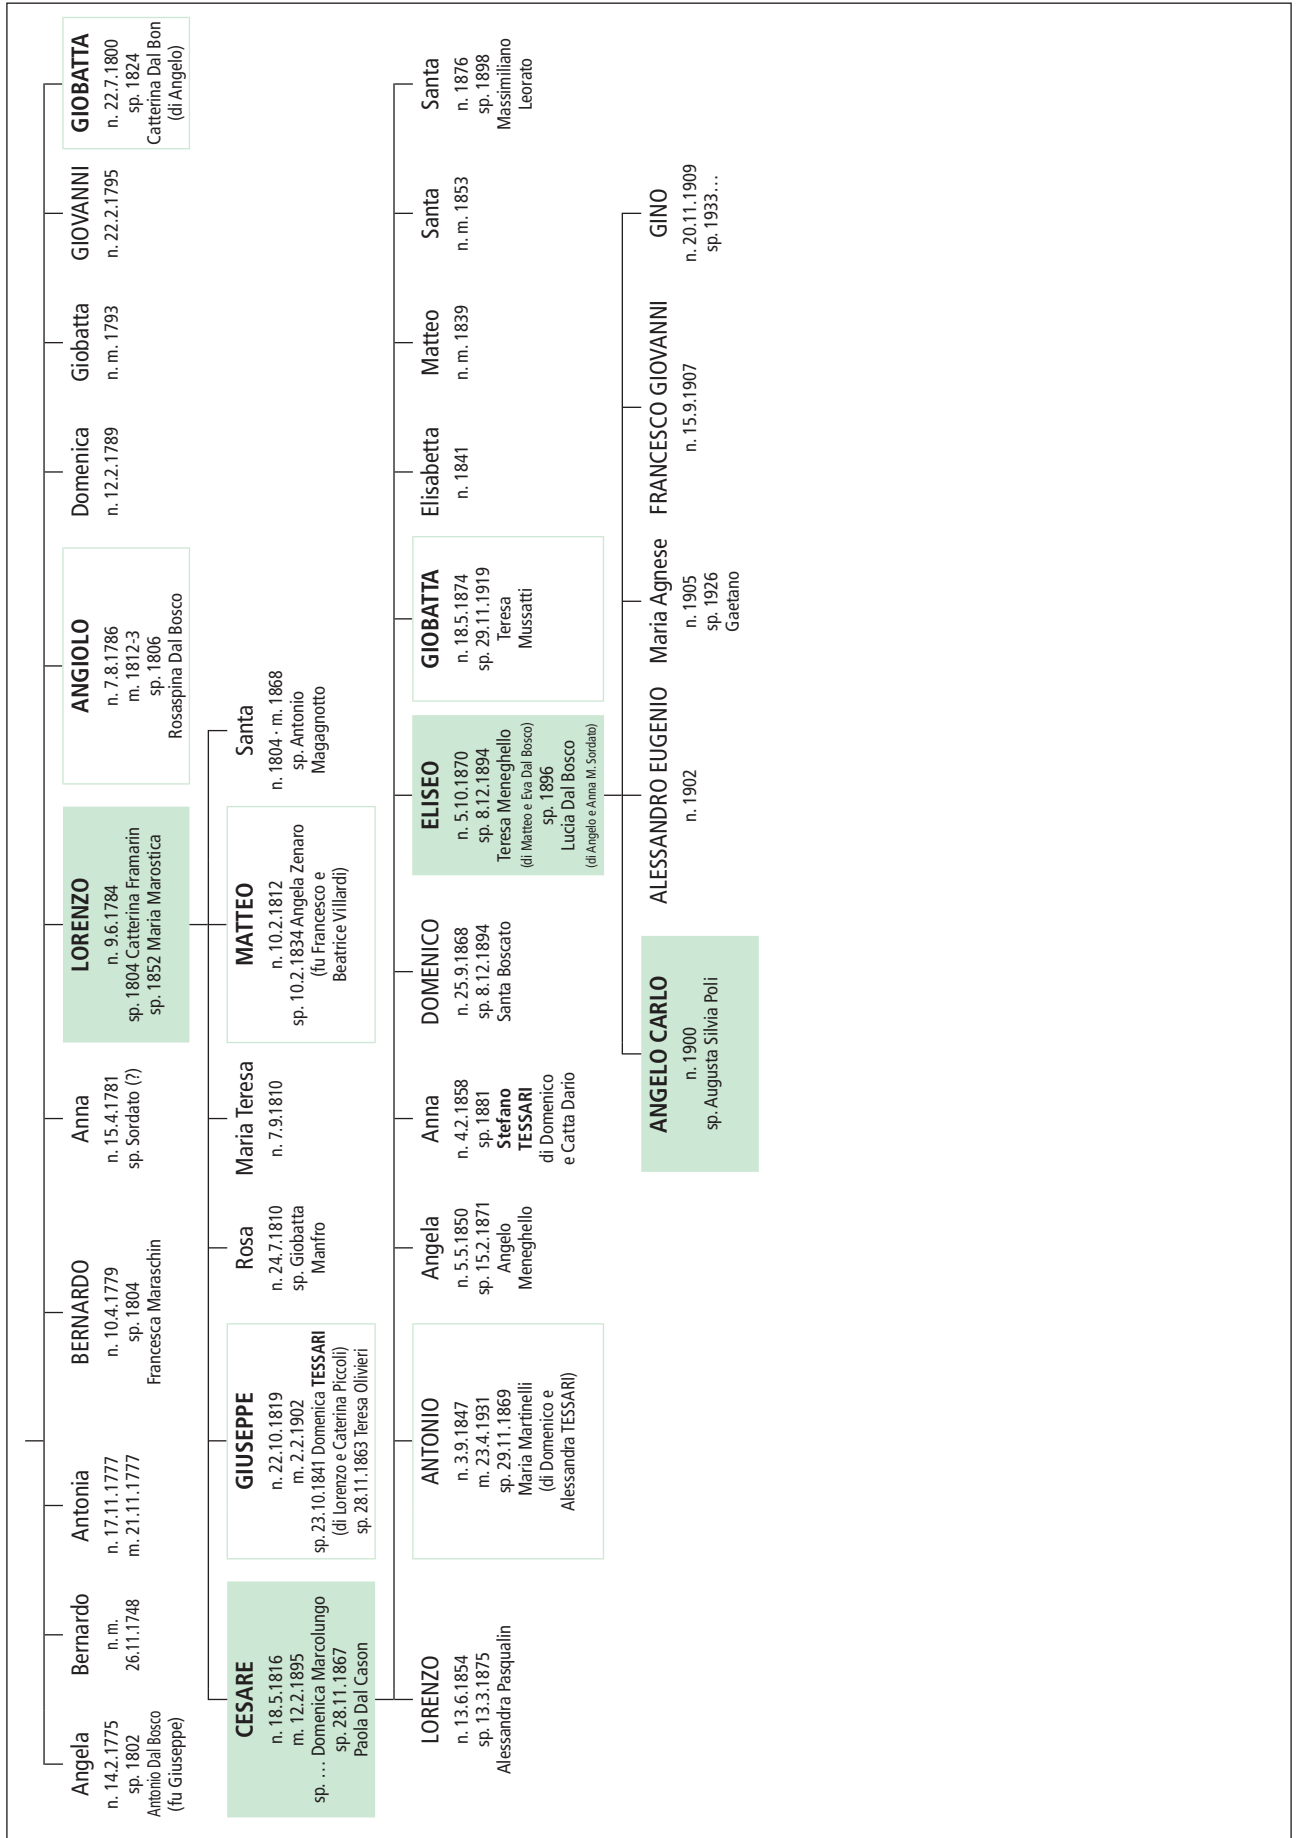 Angela
n. 14.2.1775
sp. 1802
Antonio Dal Bosco
(fu Giuseppe)
Bernardo
n. m.
26.11.1748
Antonia
n. 17.11.1777
m. 21.11.1777
BERNARDO
n. 10.4.1779
sp. 1804
Francesca Maraschin
Anna
n. 15.4.1781
sp. Sordato (?)
LORENZO
n. 9.6.1784
sp. 1804 Catterina Framarin
sp. 1852 Maria Marostica
ANGIOLO
n. 7.8.1786
m. 1812-3
sp. 1806
Rosaspina Dal Bosco
Domenica
n. 12.2.1789
Giobatta
n. m. 1793
GIOVANNI
n. 22.2.1795
GIOBATTA
n. 22.7.1800
sp. 1824
Catterina Dal Bon
(di Angelo)
CESARE
n. 18.5.1816
m. 12.2.1895
sp. … Domenica Marcolungo
sp. 28.11.1867
Paola Dal Cason
GIUSEPPE
n. 22.10.1819
m. 2.2.1902
sp. 23.10.1841 Domenica TESSARI
(di Lorenzo e Caterina Piccoli)
sp. 28.11.1863 Teresa Olivieri
Rosa
n. 24.7.1810
sp. Giobatta
Manfro
Maria Teresa
n. 7.9.1810
MATTEO
n. 10.2.1812
sp. 10.2.1834 Angela Zenaro
(fu Francesco e
Beatrice Villardi)
Santa
n. 1804 · m. 1868
sp. Antonio
Magagnotto
LORENZO
n. 13.6.1854
sp. 13.3.1875
Alessandra Pasqualin
ANTONIO
n. 3.9.1847
m. 23.4.1931
sp. 29.11.1869
Maria Martinelli
(di Domenico e
Alessandra TESSARI)
Angela
n. 5.5.1850
sp. 15.2.1871
Angelo
Meneghello
Anna
n. 4.2.1858
sp. 1881
Stefano
TESSARI
di Domenico
e Catta Dario
DOMENICO
n. 25.9.1868
sp. 8.12.1894
Santa Boscato
ELISEO
n. 5.10.1870
sp. 8.12.1894
Teresa Meneghello
(di Matteo e Eva Dal Bosco)
sp. 1896
Lucia Dal Bosco
(di Angelo e Anna M. Sordato)
GIOBATTA
n. 18.5.1874
sp. 29.11.1919
Teresa
Mussatti
Elisabetta
n. 1841
Matteo
n. m. 1839
Santa
n. m. 1853
Santa
n. 1876
sp. 1898
Massimiliano
Leorato
ANGELO CARLO
n. 1900
sp. Augusta Silvia Poli
ALESSANDRO EUGENIO
n. 1902
Maria Agnese
n. 1905
sp. 1926
Gaetano
FRANCESCO GIOVANNI
n. 15.9.1907
GINO
n. 20.11.1909
sp. 1933…